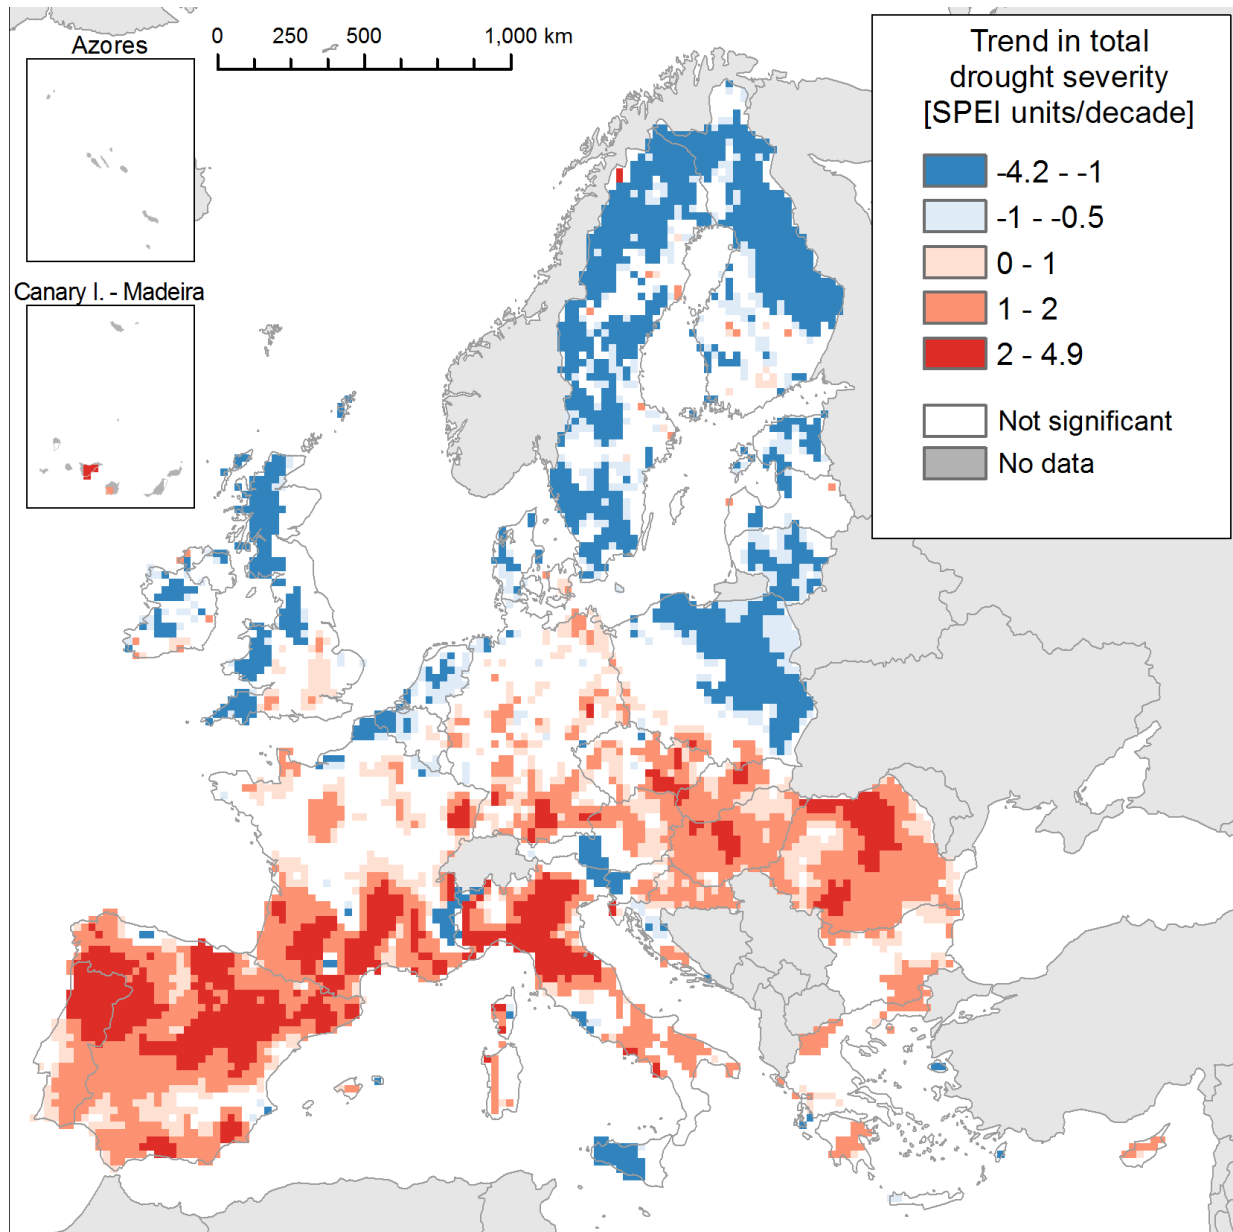 Azores
0 250 500 1,000 km
Canary I. - Madeira
Trend in total
drought severity
[SPEI units/decade]
-4.2 - -1
-1 - -0.5
0 - 1
1 - 2
2 - 4.9
Not significant
No data